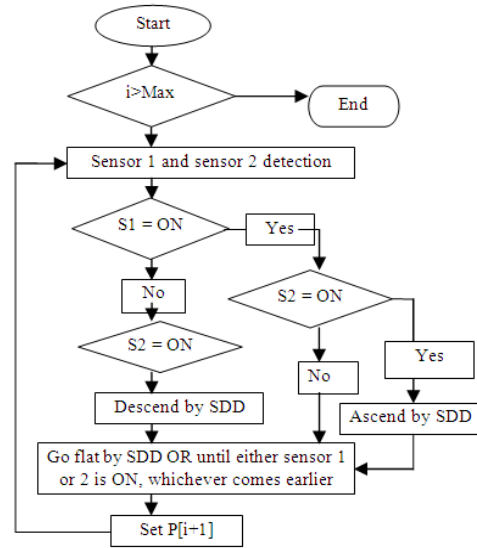 Start
i>Max
End
Sensor 1 and sensor 2 detection
S1 = ON
Yes
No
S2 = ON
S2 = ON
No
Yes
Descend by SDD
Ascend by SDD
Go flat by SDD OR until either sensor 1
or 2 is ON, whichever comes earlier
Set P[i+1]